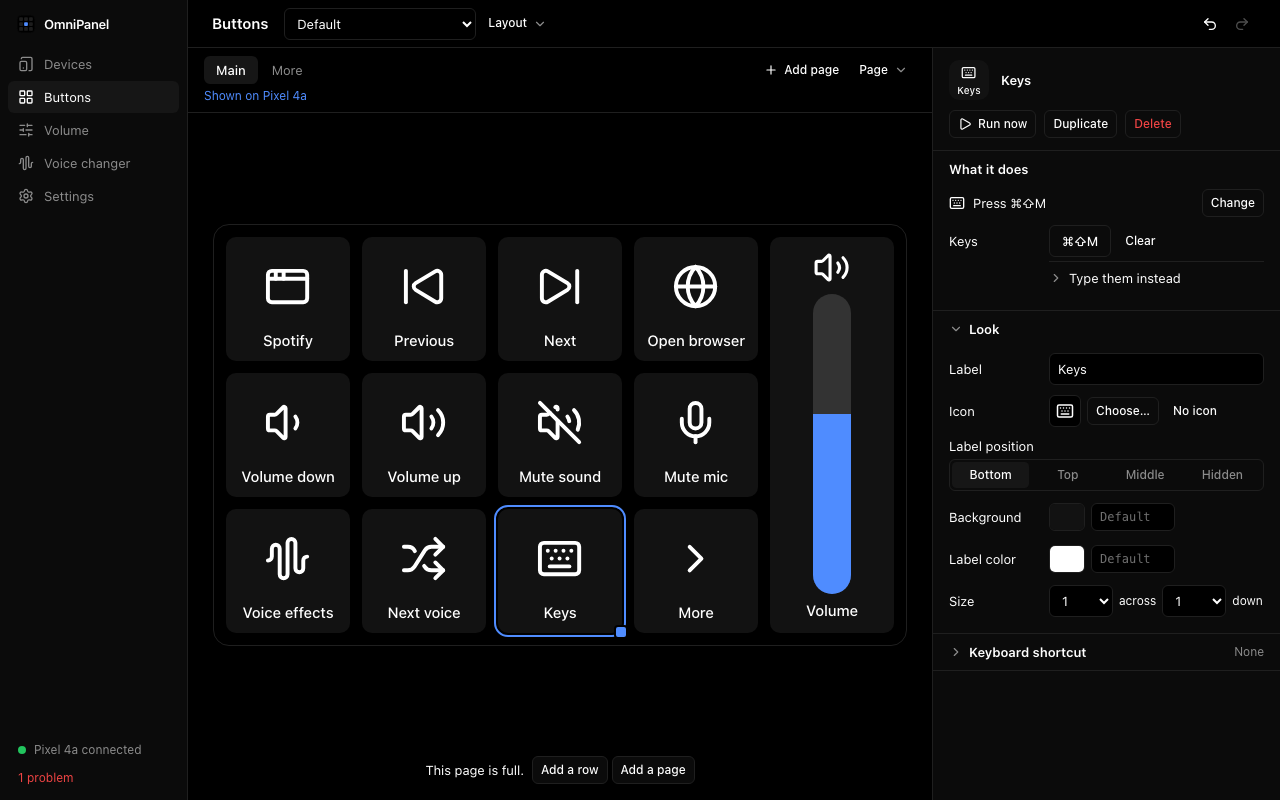 OmniPanel
Devices
Buttons
Volume
Voice changer
Settings
Pixel 4a connected
1 problem
Buttons
Default
Layout
Main
More
Add page
Page
Shown on Pixel 4a
Spotify
Previous
Next
Open browser
Volume down
Volume up
Mute sound
Mute mic
Voice effects
Next voice
Keys
More
Volume
This page is full.
Add a row
Add a page
Keys
Keys
Run now
Duplicate
Delete
What it does
Press ⌘⇧M
Change
Keys
⌘⇧M
Clear
Type them instead
Look
Label
Keys
Icon
Choose...
No icon
Label position
Bottom
Top
Middle
Hidden
Background
Default
Label color
Default
Size
1
across
1
down
Keyboard shortcut
None